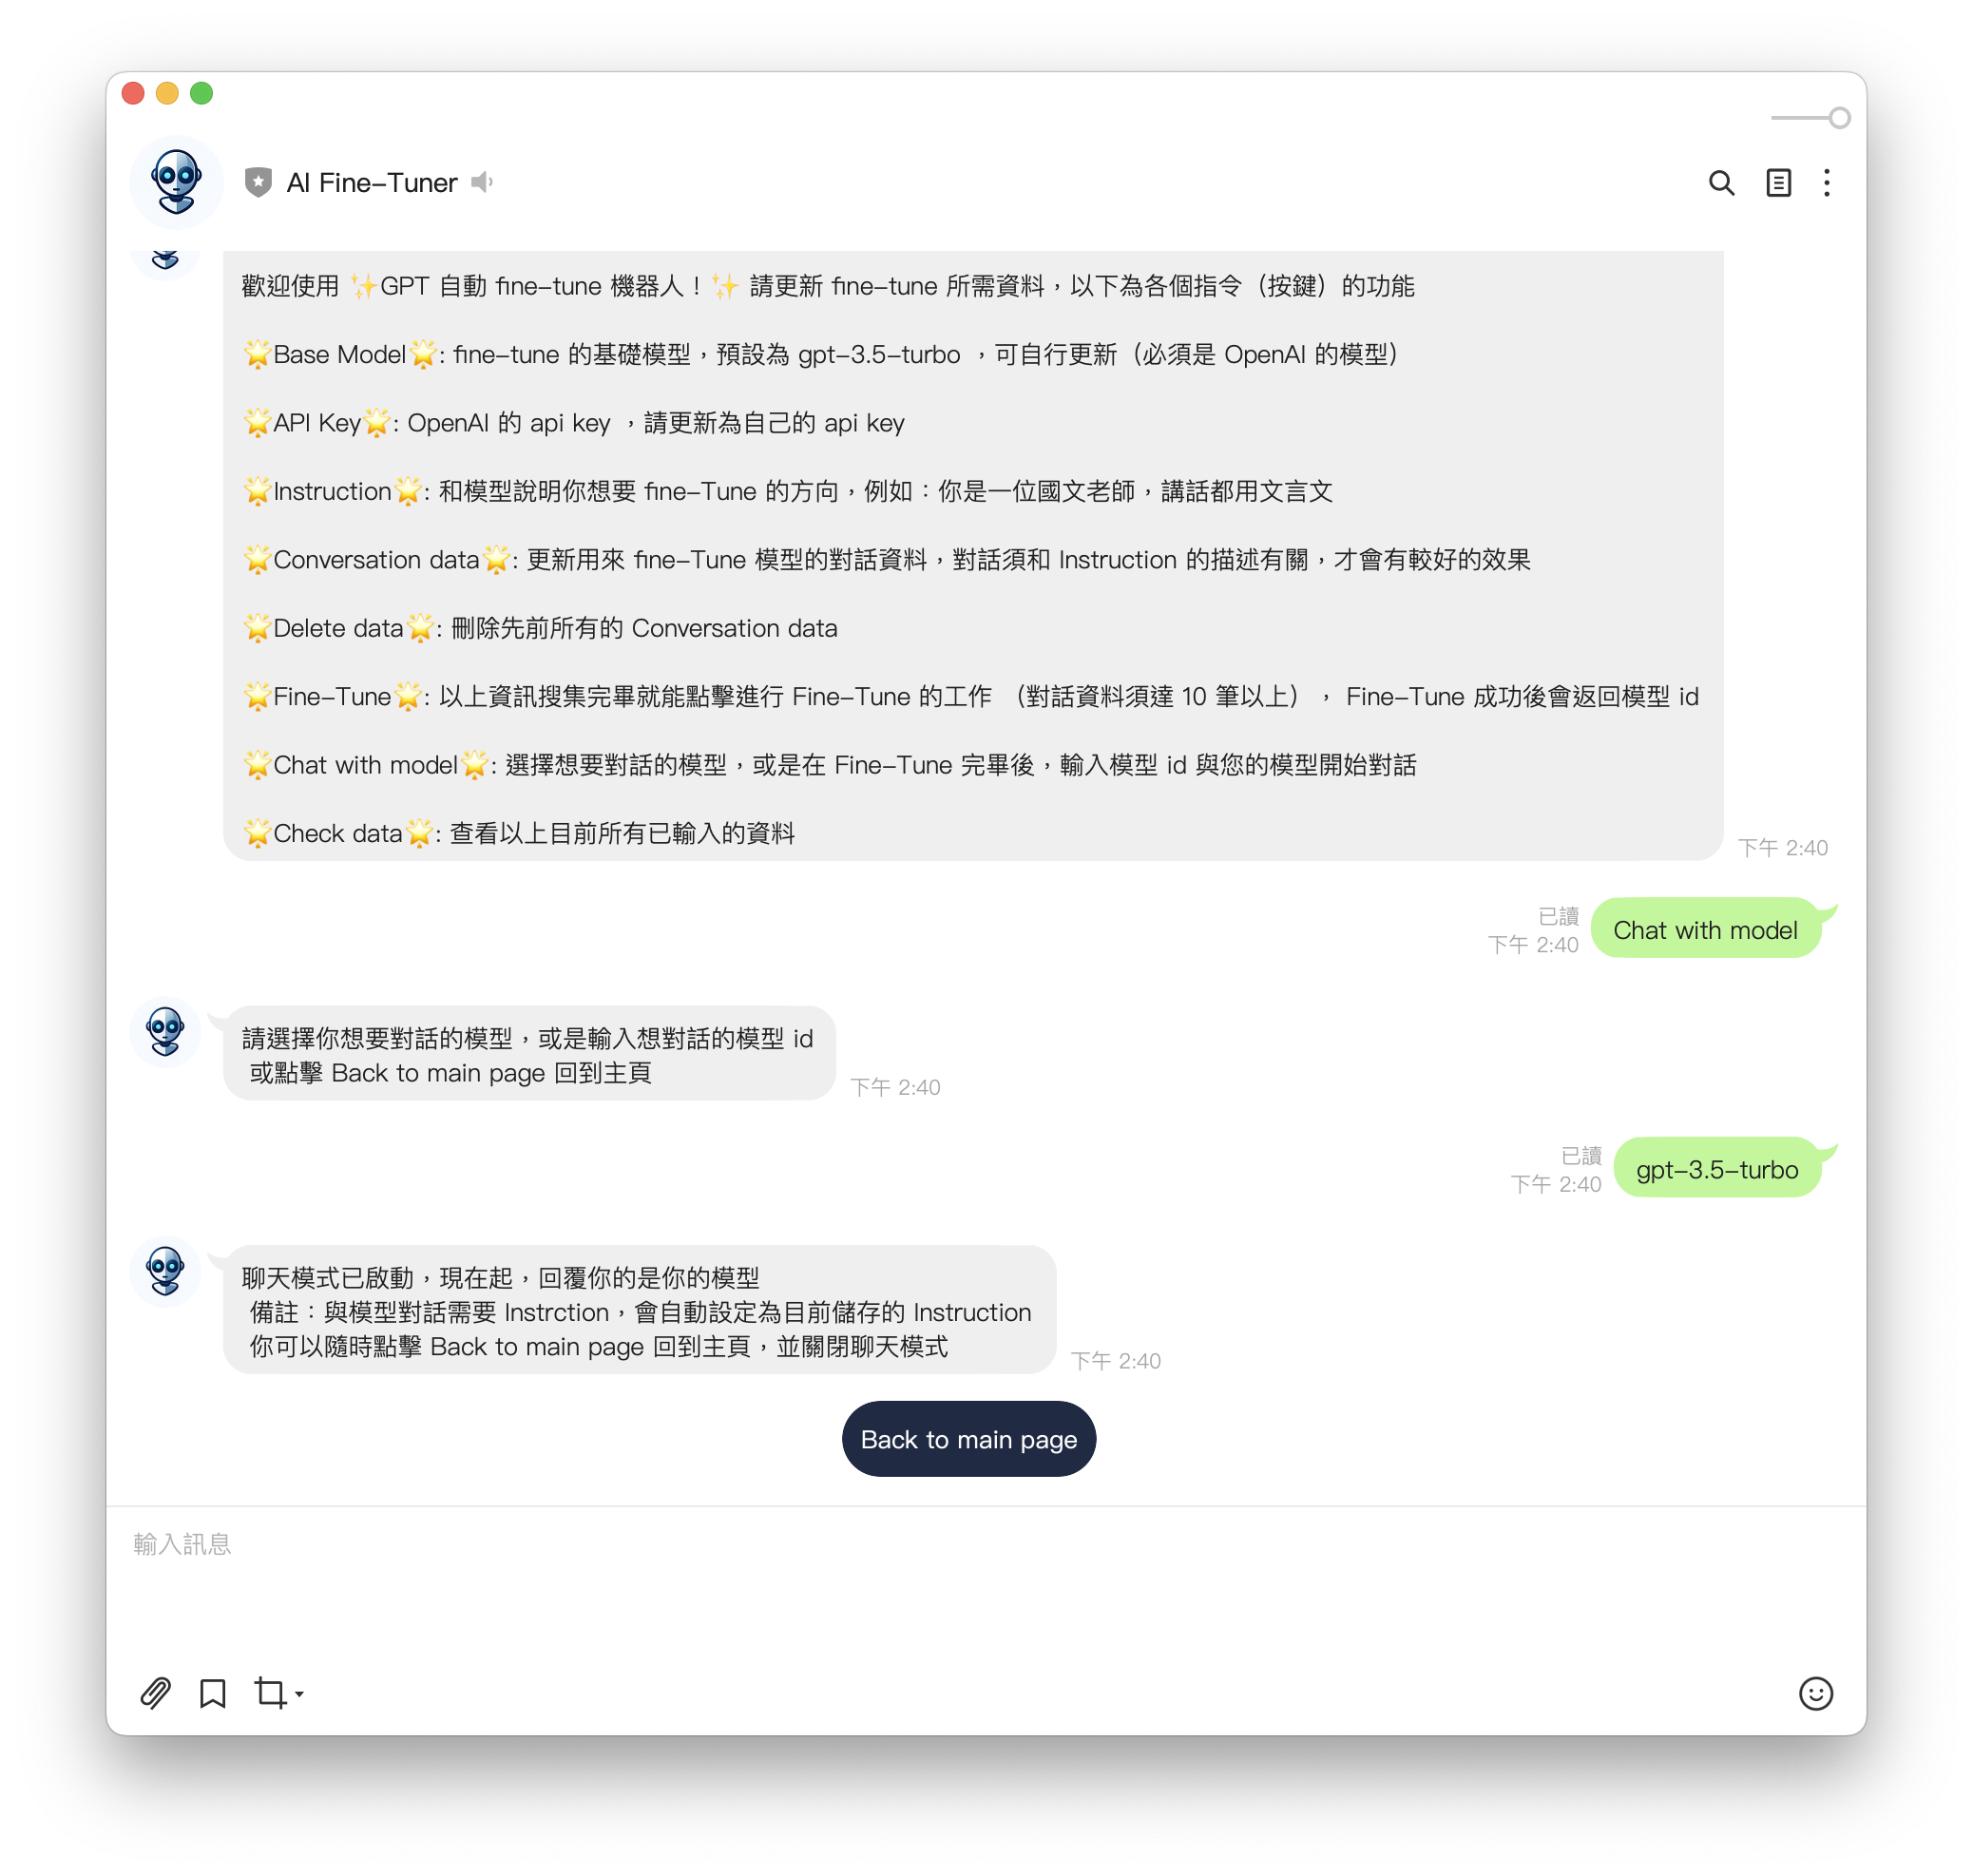 AI Fine-Tuner
歡迎使用 ✨GPT 自動 fine-tune 機器人！✨ 請更新 fine-tune 所需資料，以下為各個指令（按鍵）的功能
🌟Base Model🌟: fine-tune 的基礎模型，預設為 gpt-3.5-turbo ，可自行更新（必須是 OpenAI 的模型）
🌟API Key🌟: OpenAI 的 api key ，請更新為自己的 api key
🌟Instruction🌟: 和模型說明你想要 fine-Tune 的方向，例如：你是一位國文老師，講話都用文言文
🌟Conversation data🌟: 更新用來 fine-Tune 模型的對話資料，對話須和 Instruction 的描述有關，才會有較好的效果
🌟Delete data🌟: 刪除先前所有的 Conversation data
🌟Fine-Tune🌟: 以上資訊搜集完畢就能點擊進行 Fine-Tune 的工作 （對話資料須達 10 筆以上）， Fine-Tune 成功後會返回模型 id
🌟Chat with model🌟: 選擇想要對話的模型，或是在 Fine-Tune 完畢後，輸入模型 id 與您的模型開始對話
🌟Check data🌟: 查看以上目前所有已輸入的資料
下午 2:40
已讀
下午 2:40
Chat with model
請選擇你想要對話的模型，或是輸入想對話的模型 id
或點擊 Back to main page 回到主頁
下午 2:40
已讀
下午 2:40
gpt-3.5-turbo
聊天模式已啟動，現在起，回覆你的是你的模型
備註：與模型對話需要 Instrction，會自動設定為目前儲存的 Instruction
你可以隨時點擊 Back to main page 回到主頁，並關閉聊天模式
下午 2:40
Back to main page
輸入訊息